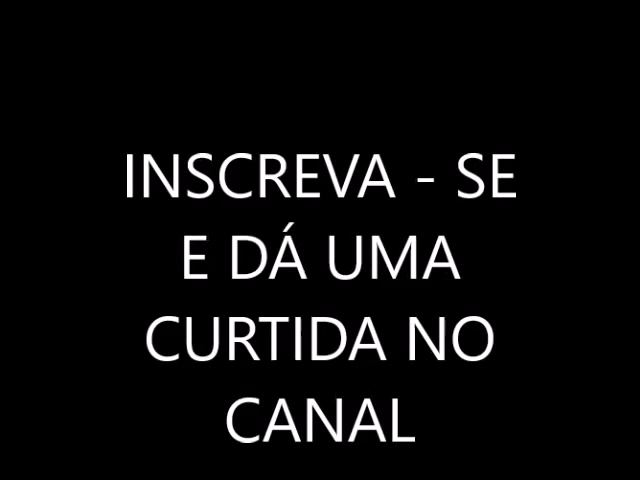 INSCREVA - SE
E DÁ UMA
CURTIDA NO
CANAL